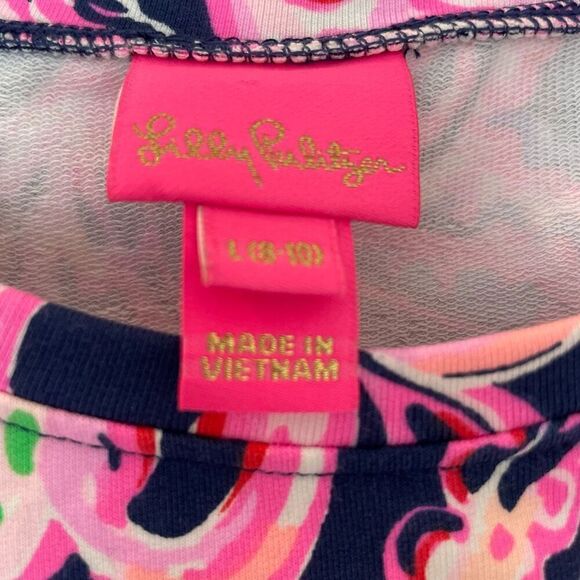 Lilly Pulitzer
L (8-10)
MADE IN
VIETNAM